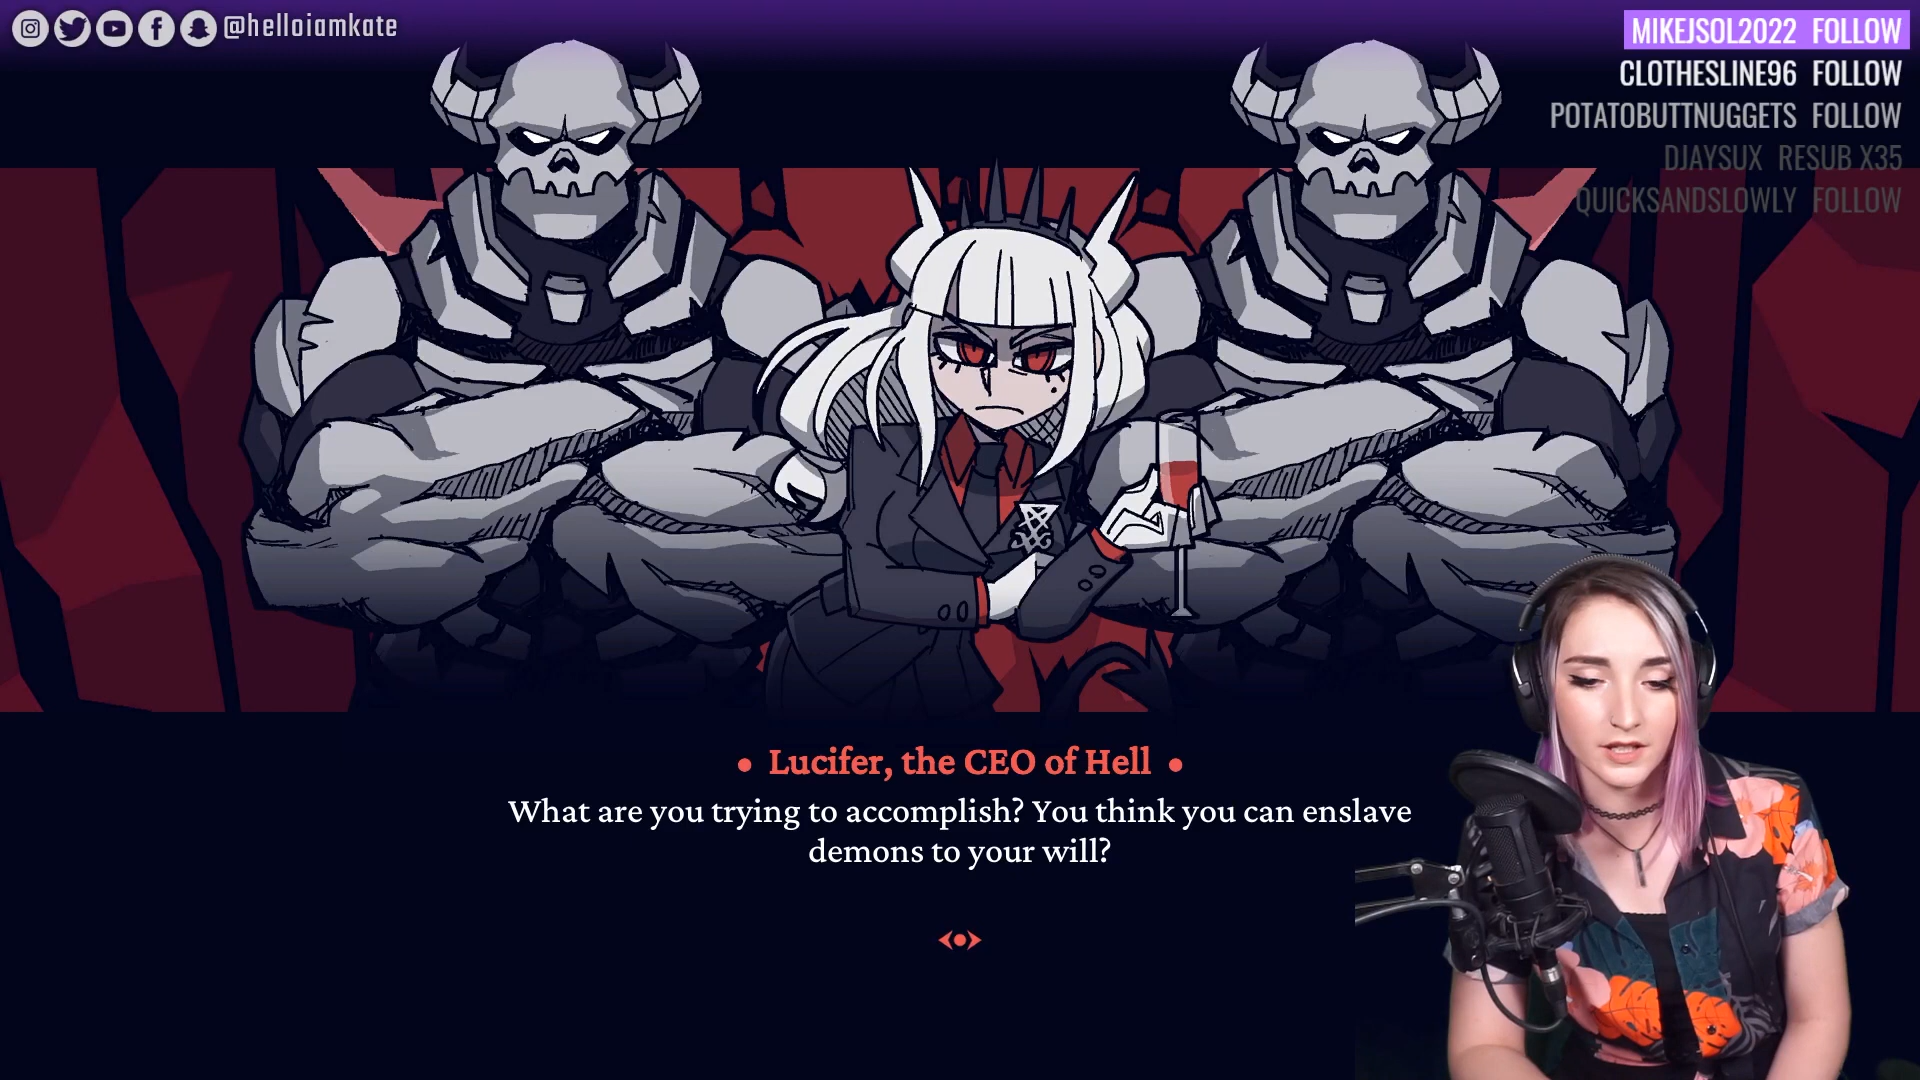 @helloiamkate
MIKEJSOL2022 FOLLOW
CLOTHESLINE96 FOLLOW
POTATOBUTTNUGGETS FOLLOW
DJAYSUX RESUB X35
QUICKSANDSLOWLY FOLLOW
Lucifer, the CEO of Hell
What are you trying to accomplish? You think you can enslave
demons to your will?